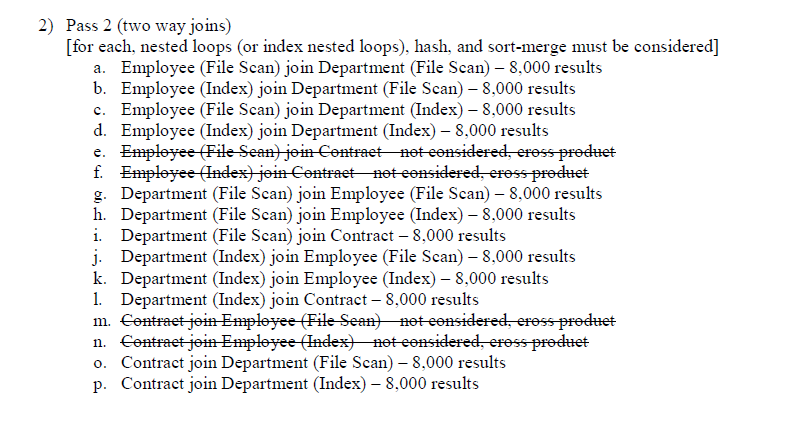 2) Pass 2 (two way joins)
[for each, nested loops (or index nested loops), hash, and sort-merge must be considered]
a. Employee (File Scan) join Department (File Scan) – 8,000 results
b. Employee (Index) join Department (File Scan) – 8,000 results
c. Employee (File Scan) join Department (Index) – 8,000 results
d. Employee (Index) join Department (Index) – 8,000 results
e. Employee (File Scan) join Contract – not considered, cross product
f. Employee (Index) join Contract – not considered, cross product
g. Department (File Scan) join Employee (File Scan) – 8,000 results
h. Department (File Scan) join Employee (Index) – 8,000 results
i. Department (File Scan) join Contract – 8,000 results
j. Department (Index) join Employee (File Scan) – 8,000 results
k. Department (Index) join Employee (Index) – 8,000 results
l. Department (Index) join Contract – 8,000 results
m. Contract join Employee (File Scan) – not considered, cross product
n. Contract join Employee (Index) – not considered, cross product
o. Contract join Department (File Scan) – 8,000 results
p. Contract join Department (Index) – 8,000 results